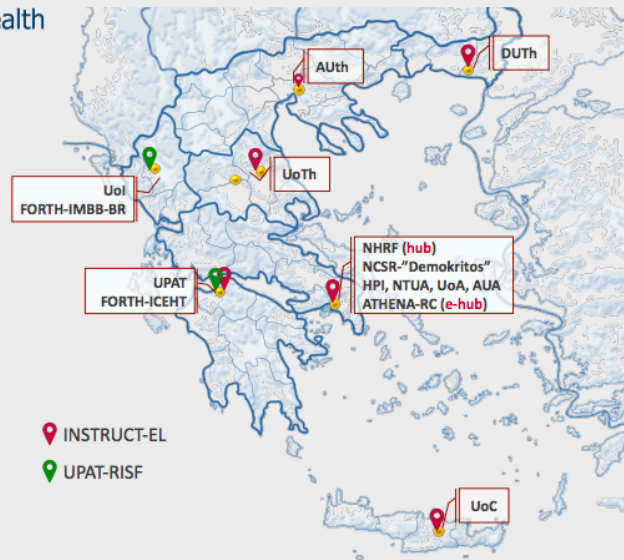 AUth
DUTh
UoTh
UoI
FORTH-IMBB-BR
NHRF (hub)
NCSR-”Demokritos”
HPI, NTUA, UoA, AUA
ATHENA-RC (e-hub)
UPAT
FORTH-ICEHT
INSTRUCT-EL
UPAT-RISF
UoC